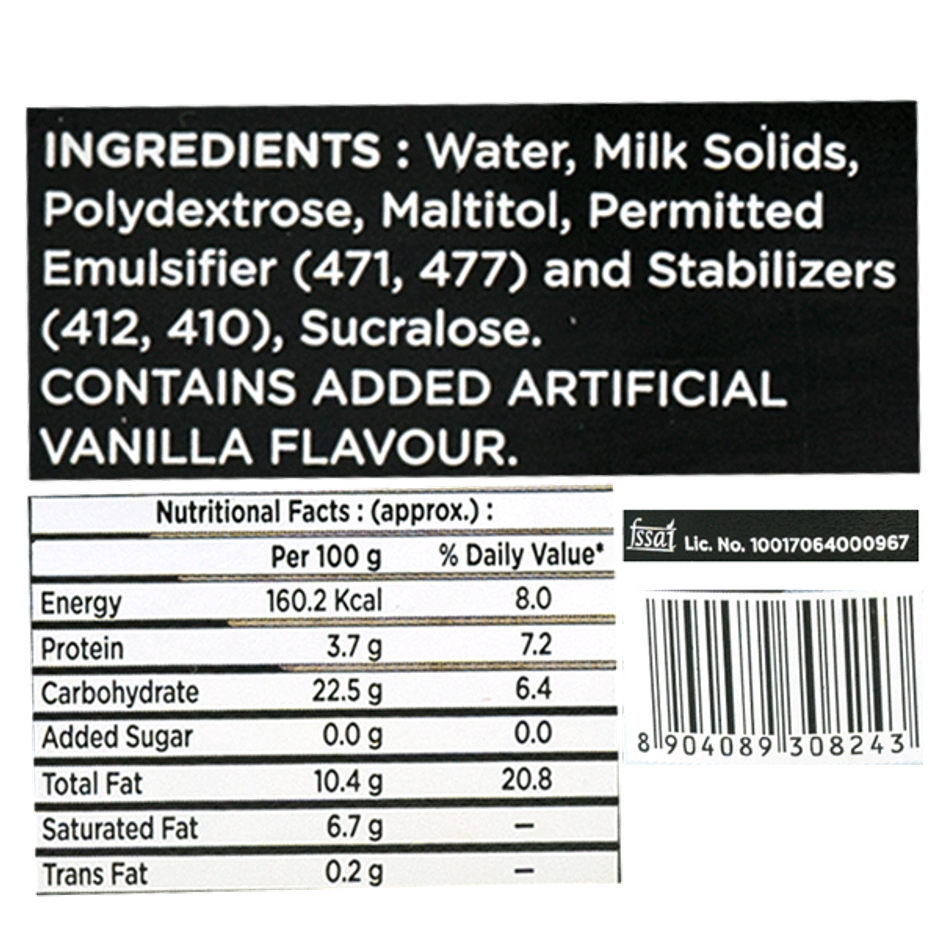 INGREDIENTS : Water, Milk Solids,
Polydextrose, Maltitol, Permitted
Emulsifier (471, 477) and Stabilizers
(412, 410), Sucralose.
CONTAINS ADDED ARTIFICIAL
VANILLA FLAVOUR.
Nutritional Facts : (approx.) :
Per 100 g % Daily Value*
Energy 160.2 Kcal 8.0
Protein 3.7 g 7.2
Carbohydrate 22.5 g 6.4
Added Sugar 0.0 g 0.0
Total Fat 10.4 g 20.8
Saturated Fat 6.7 g –
Trans Fat 0.2 g –
fssai Lic. No. 10017064000967
8 904089 308243